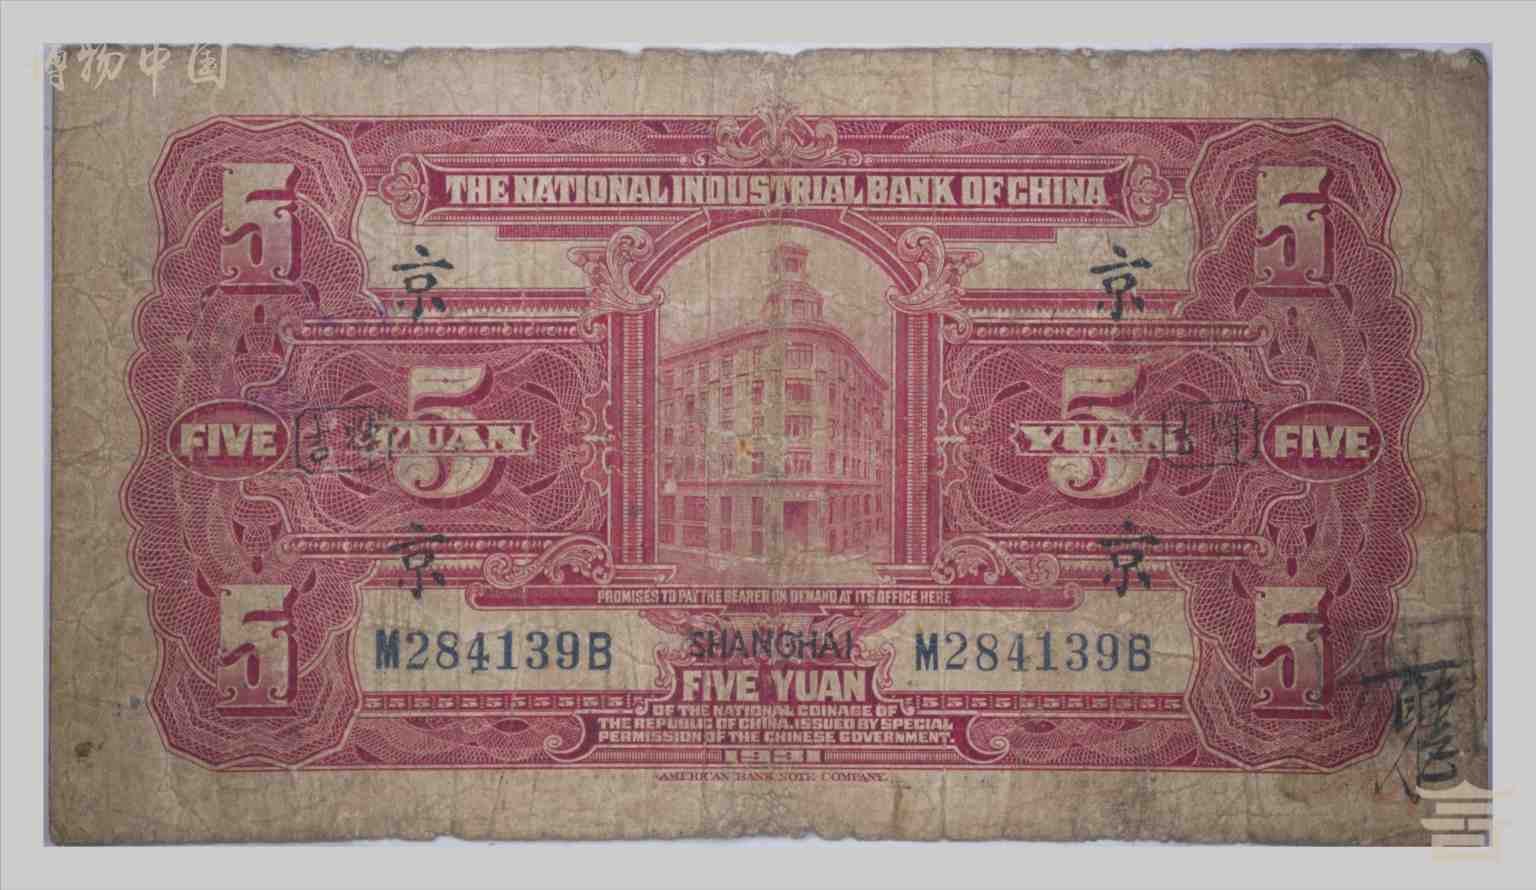 博物中国
THE NATIONAL INDUSTRIAL BANK OF CHINA
5 5
京 京
5 5
FIVE YUAN YUAN FIVE
京 京
PROMISES TO PAY THE BEARER ON DEMAND AT ITS OFFICE HERE
5 5
M284139B SHANGHAI M284139B
FIVE YUAN
555555555555 555555555555
OF THE NATIONAL COINAGE OF
THE REPUBLIC OF CHINA. ISSUED BY SPECIAL
PERMISSION OF THE CHINESE GOVERNMENT.
1931
AMERICAN BANK NOTE COMPANY.